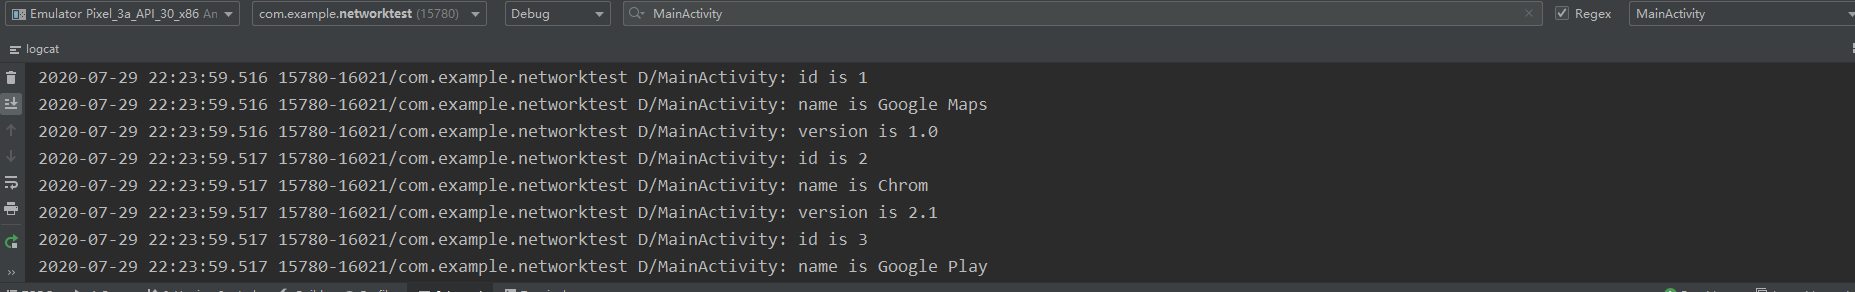 Emulator Pixel_3a_API_30_x86 An
com.example.networktest (15780)
Debug
MainActivity
Regex
MainActivity
logcat
2020-07-29 22:23:59.516 15780-16021/com.example.networktest D/MainActivity: id is 1
2020-07-29 22:23:59.516 15780-16021/com.example.networktest D/MainActivity: name is Google Maps
2020-07-29 22:23:59.516 15780-16021/com.example.networktest D/MainActivity: version is 1.0
2020-07-29 22:23:59.517 15780-16021/com.example.networktest D/MainActivity: id is 2
2020-07-29 22:23:59.517 15780-16021/com.example.networktest D/MainActivity: name is Chrom
2020-07-29 22:23:59.517 15780-16021/com.example.networktest D/MainActivity: version is 2.1
2020-07-29 22:23:59.517 15780-16021/com.example.networktest D/MainActivity: id is 3
2020-07-29 22:23:59.517 15780-16021/com.example.networktest D/MainActivity: name is Google Play